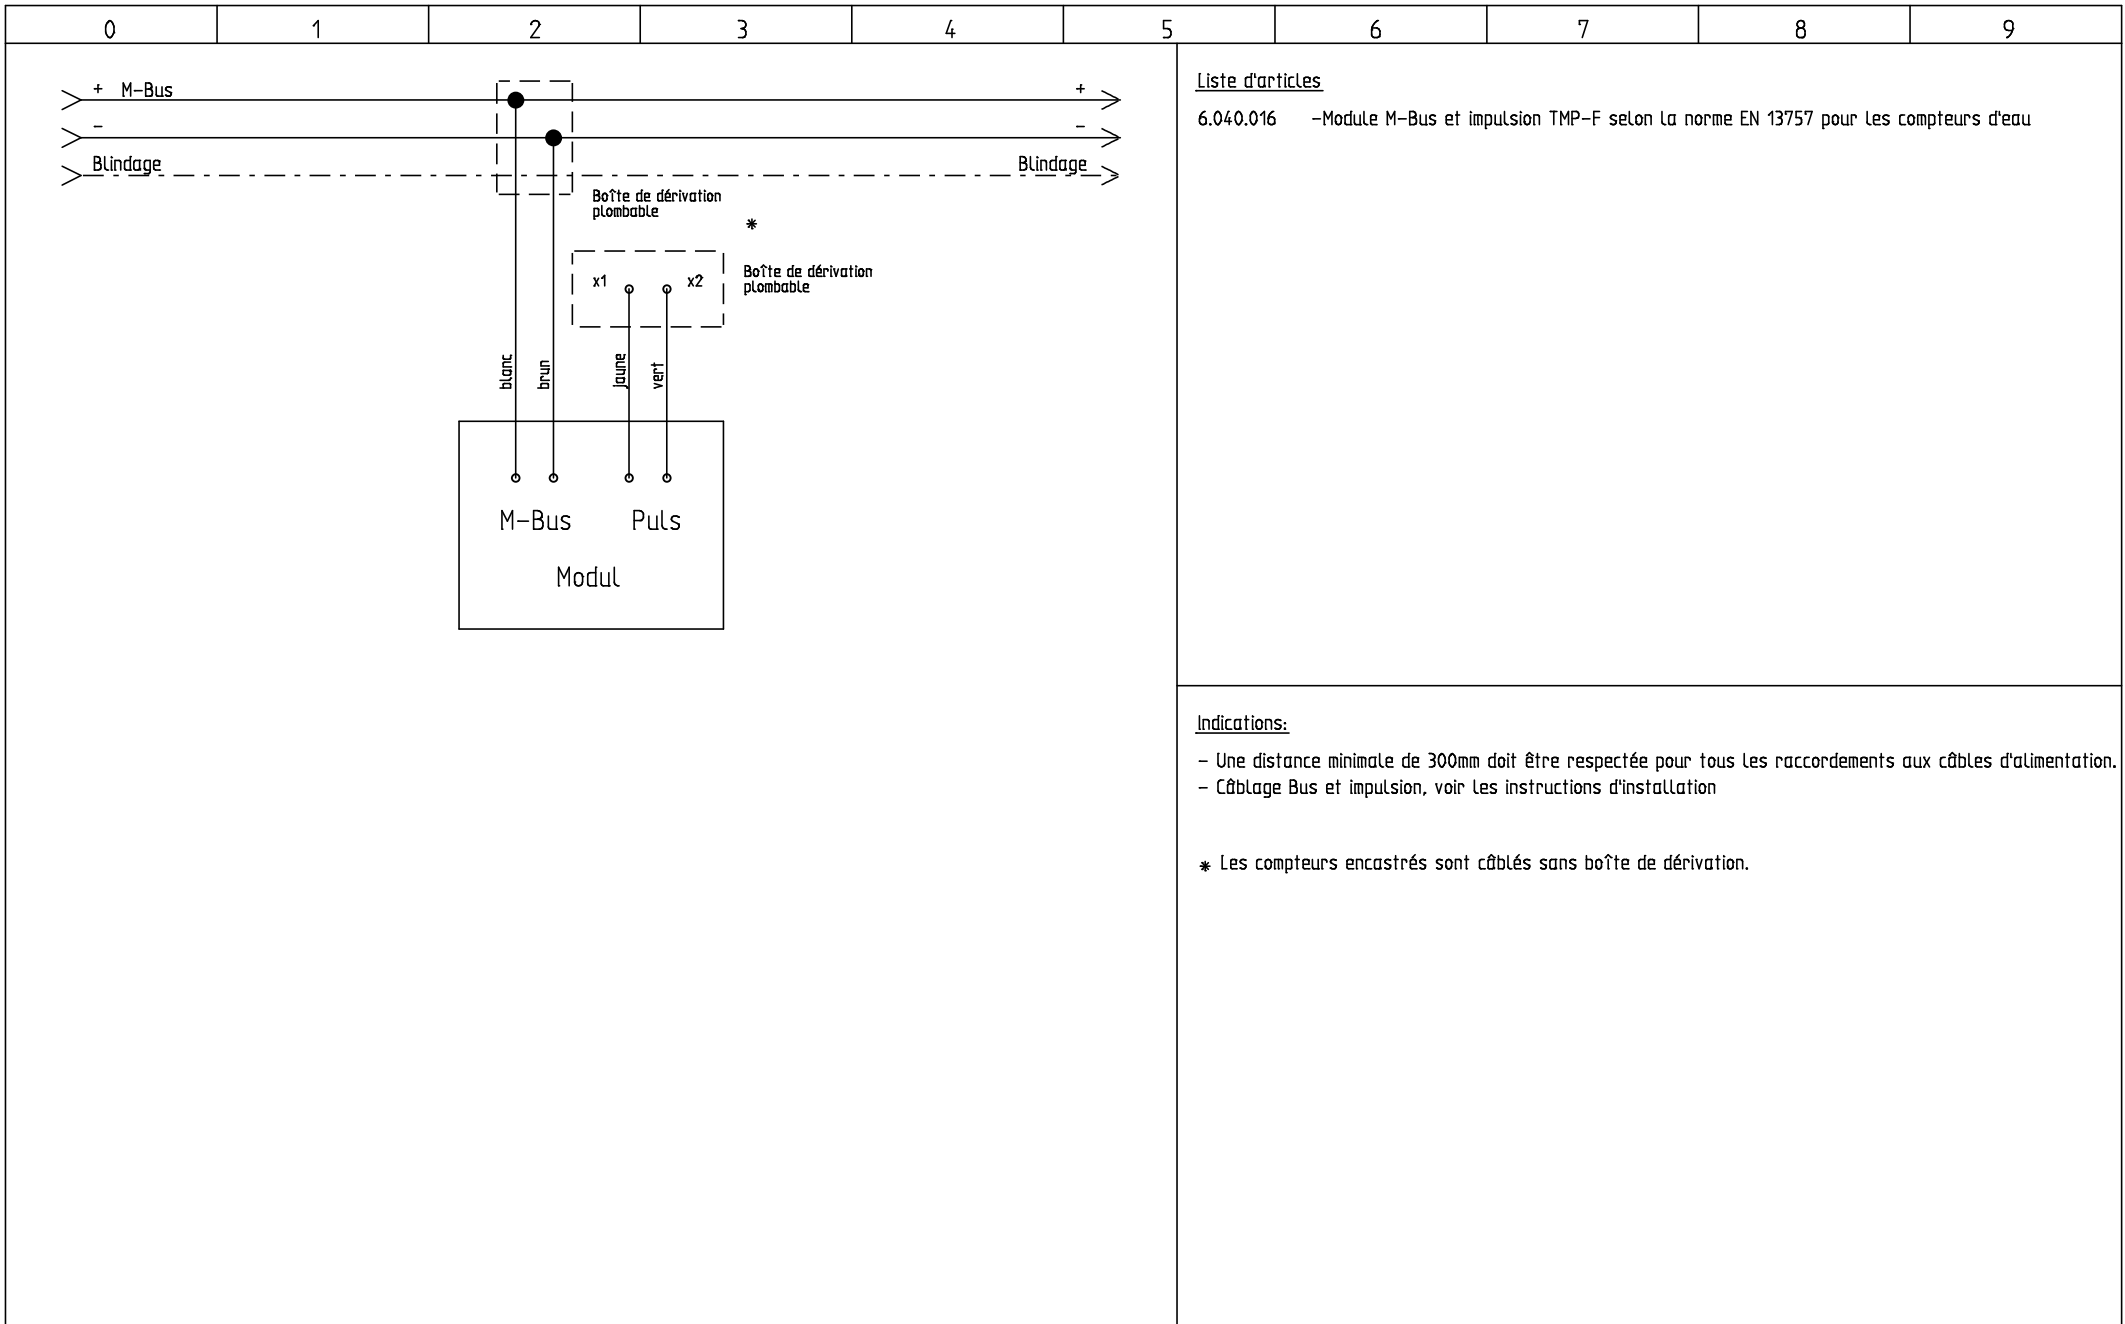 0 1 2 3 4 5 6 7 8 9
+ M-Bus +
- -
Blindage Blindage
Boîte de dérivation
plombable
*
x1 x2
Boîte de dérivation
plombable
blanc
brun
jaune
vert
M-Bus Puls
Modul
Liste d'articles
6.040.016 -Module M-Bus et impulsion TMP-F selon la norme EN 13757 pour les compteurs d'eau
Indications:
- Une distance minimale de 300mm doit être respectée pour tous les raccordements aux câbles d'alimentation.
- Câblage Bus et impulsion, voir les instructions d'installation
* Les compteurs encastrés sont câblés sans boîte de dérivation.